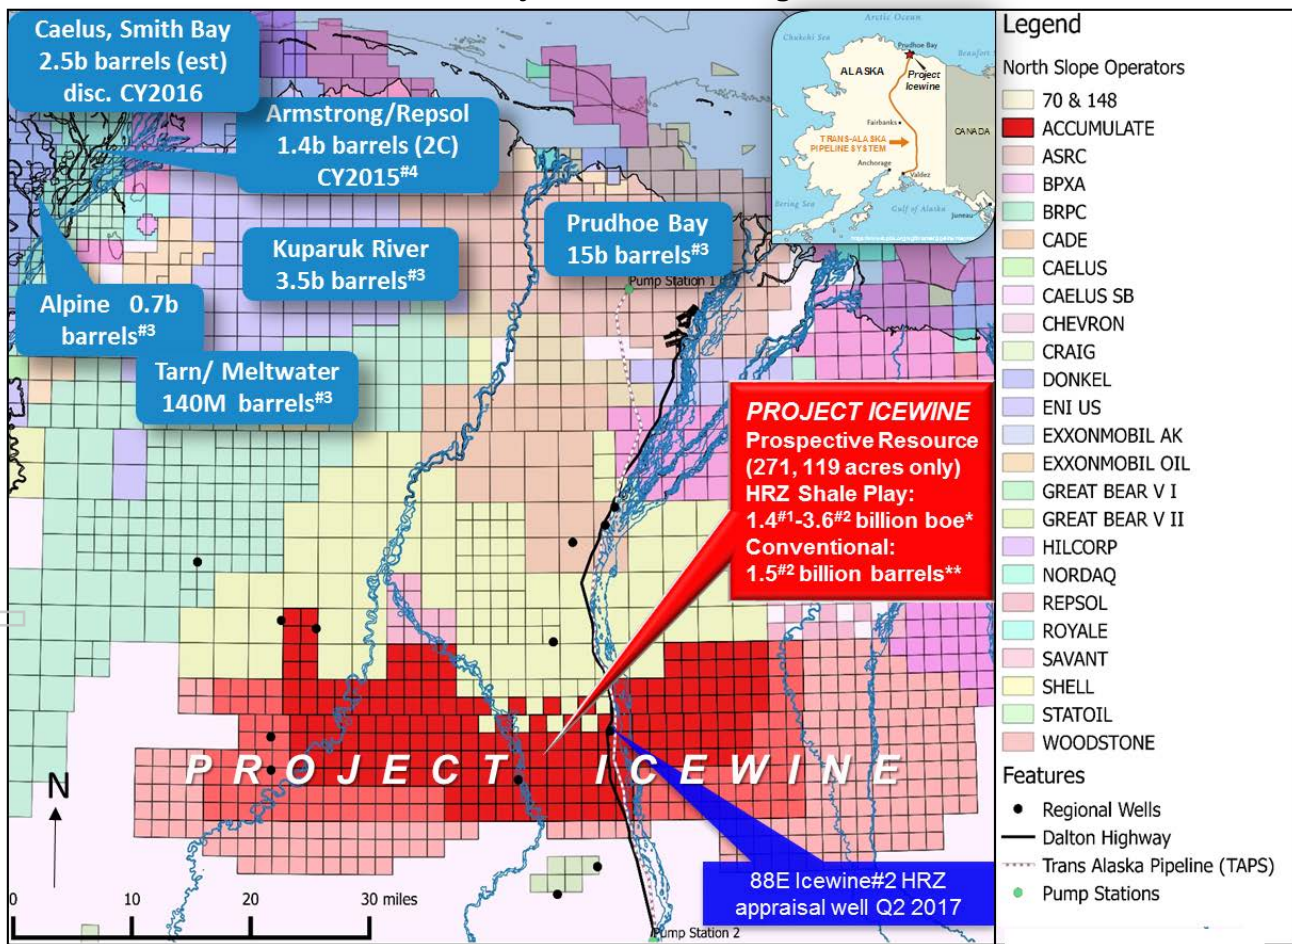 Caelus, Smith Bay
2.5b barrels (est)
disc. CY2016
Armstrong/Repsol
1.4b barrels (2C)
CY2015#4
Kuparuk River
3.5b barrels#3
Prudhoe Bay
15b barrels#3
Pump Station 1
Alpine 0.7b
barrels#3
Tarn/ Meltwater
140M barrels#3
PROJECT ICEWINE
Prospective Resource
(271, 119 acres only)
HRZ Shale Play:
1.4#1-3.6#2 billion boe*
Conventional:
1.5#2 billion barrels**
PROJECT ICEWINE
N
0 10 20 30 miles
88E Icewine#2 HRZ
appraisal well Q2 2017
Pump Station 2
Arctic Ocean
Chukchi Sea
Prudhoe Bay
Beaufort
ALASKA
Project
Icewine
Fairbanks
CANADA
TRANS-ALASKA
PIPELINE SYSTEM
Anchorage
Valdez
Bering Sea
Gulf of Alaska
Juneau
Legend
North Slope Operators
70 & 148
ACCUMULATE
ASRC
BPXA
BRPC
CADE
CAELUS
CAELUS SB
CHEVRON
CRAIG
DONKEL
ENI US
EXXONMOBIL AK
EXXONMOBIL OIL
GREAT BEAR V I
GREAT BEAR V II
HILCORP
NORDAQ
REPSOL
ROYALE
SAVANT
SHELL
STATOIL
WOODSTONE
Features
Regional Wells
Dalton Highway
Trans Alaska Pipeline (TAPS)
Pump Stations